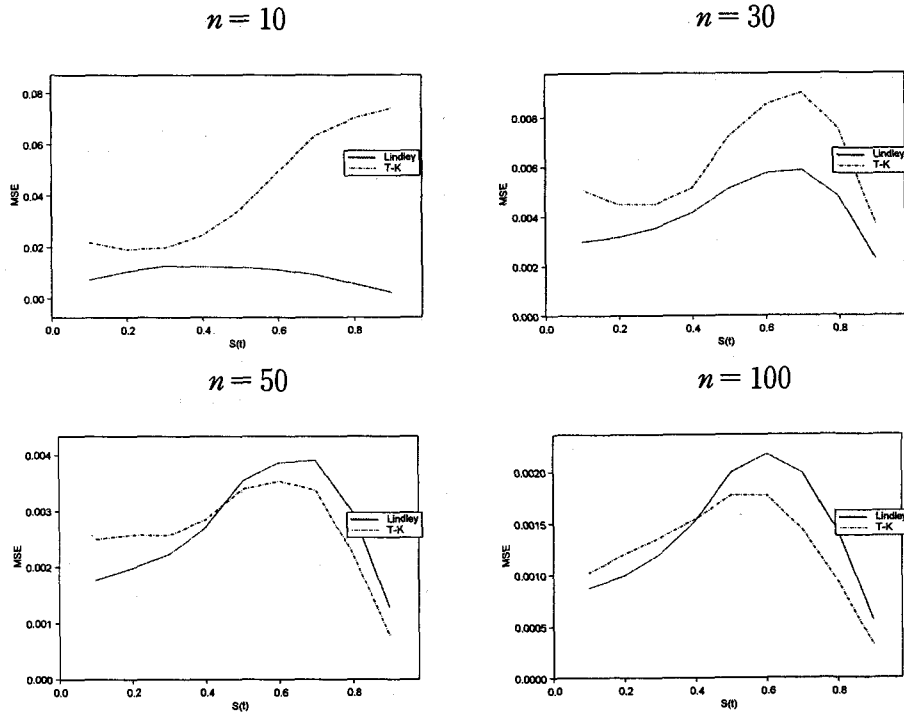 n = 10
n = 30
0.08
0.06
0.04
0.02
0.00
MSE
Lindley
T-K
0.0
0.2
0.4
0.6
0.8
S(t)
0.008
0.006
0.004
0.002
0.000
MSE
Lindley
T-K
0.0
0.2
0.4
0.6
0.8
S(t)
n = 50
n = 100
0.004
0.003
0.002
0.001
0.000
MSE
Lindley
T-K
0.0
0.2
0.4
0.6
0.8
S(t)
0.0020
0.0015
0.0010
0.0005
0.0
MSE
Lindley
T-K
0.0
0.2
0.4
0.6
0.8
S(t)